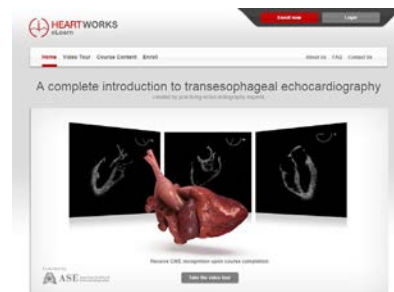 HEARTWORKS
eLearn
Enroll now
Login
Home Video Tour Course Content Enroll
About Us FAQ Contact Us
A complete introduction to transesophageal echocardiography
created by practising echocardiography experts
Receive CME recognition upon course completion
Take the video tour
ASE